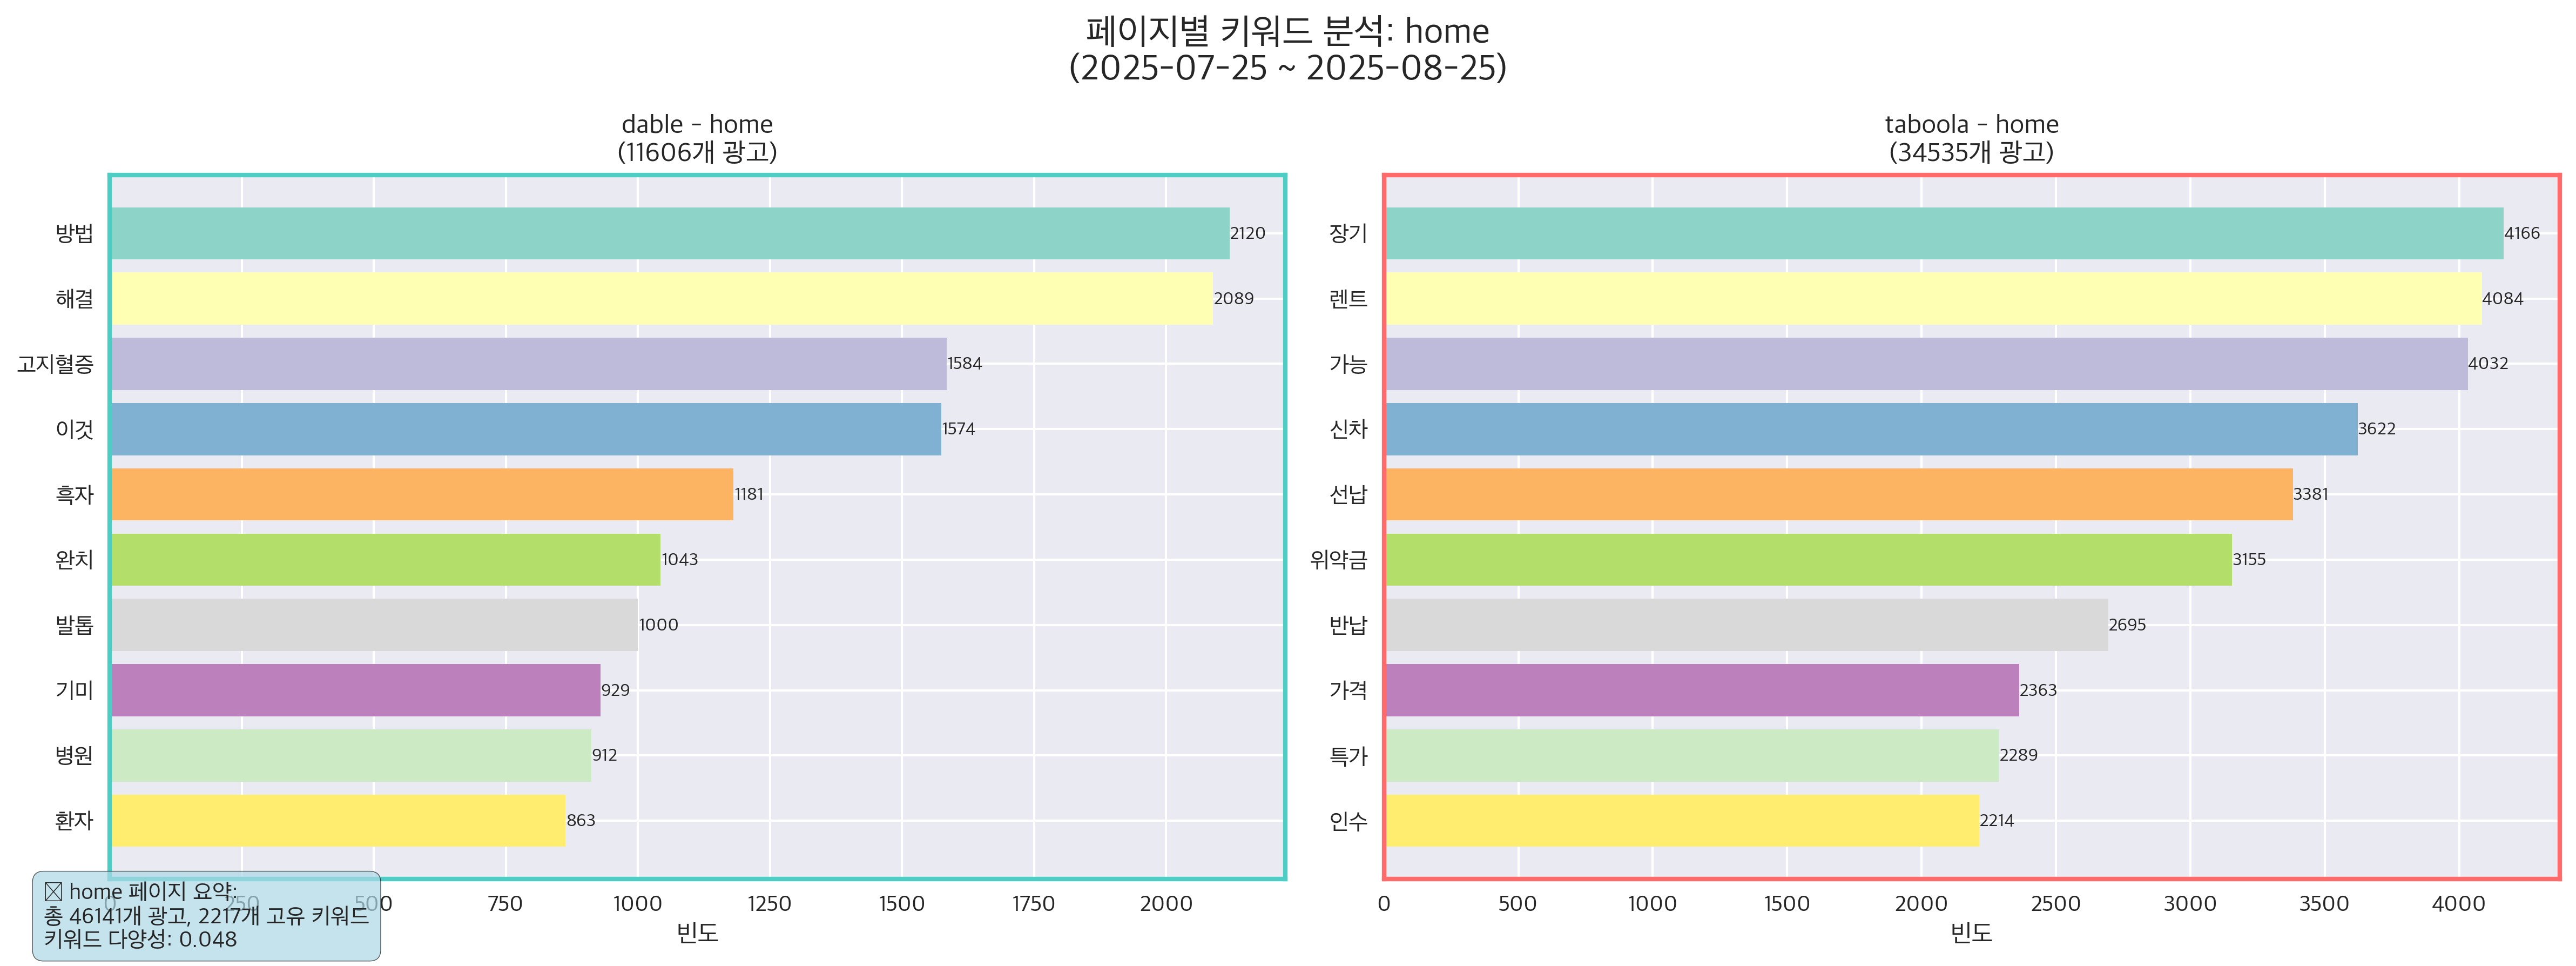 페이지별 키워드 분석: home
(2025-07-25 ~ 2025-08-25)
dable - home
(11606개 광고)
방법 2120
해결 2089
고지혈증 1584
이것 1574
흑자 1181
완치 1043
발톱 1000
기미 929
병원 912
환자 863
0 250 500 750 1000 1250 1500 1750 2000
빈도
taboola - home
(34535개 광고)
장기 4166
렌트 4084
가능 4032
신차 3622
선납 3381
위약금 3155
반납 2695
가격 2363
특가 2289
인수 2214
0 500 1000 1500 2000 2500 3000 3500 4000
빈도
home 페이지 요약:
총 46141개 광고, 2217개 고유 키워드
키워드 다양성: 0.048